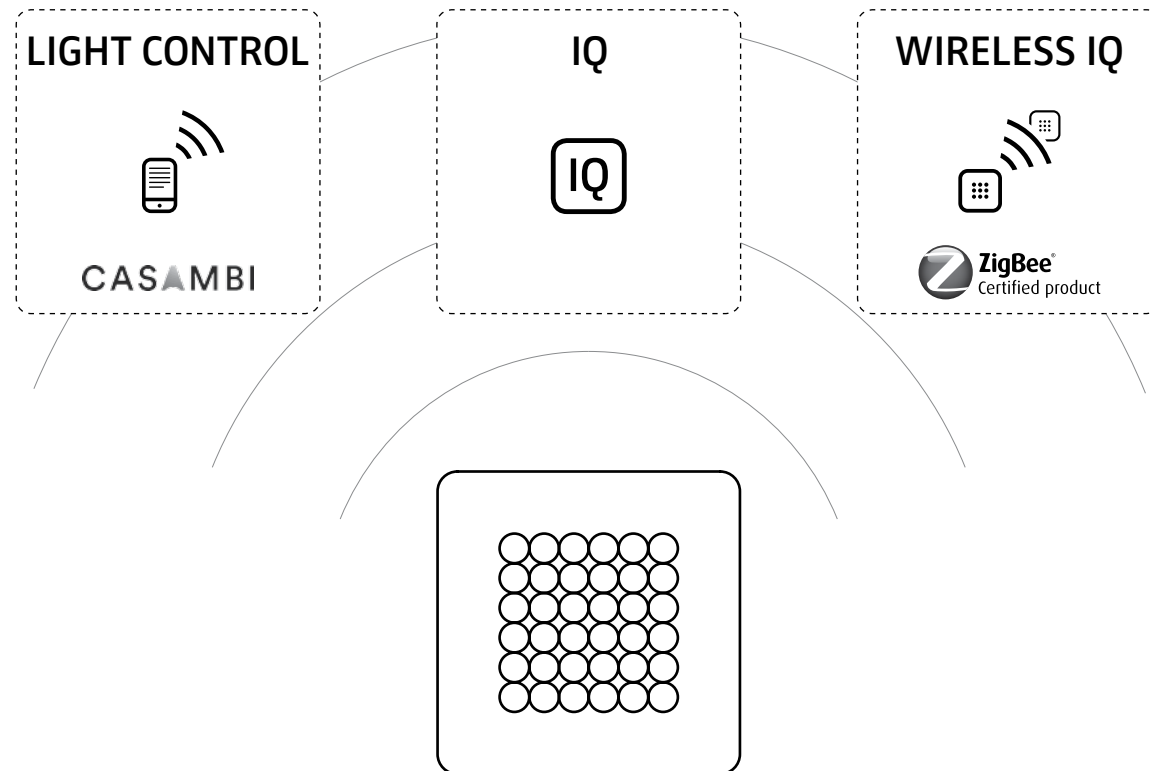 LIGHT CONTROL
IQ
WIRELESS IQ
IQ
CASAMBI
ZigBee®
Certified product